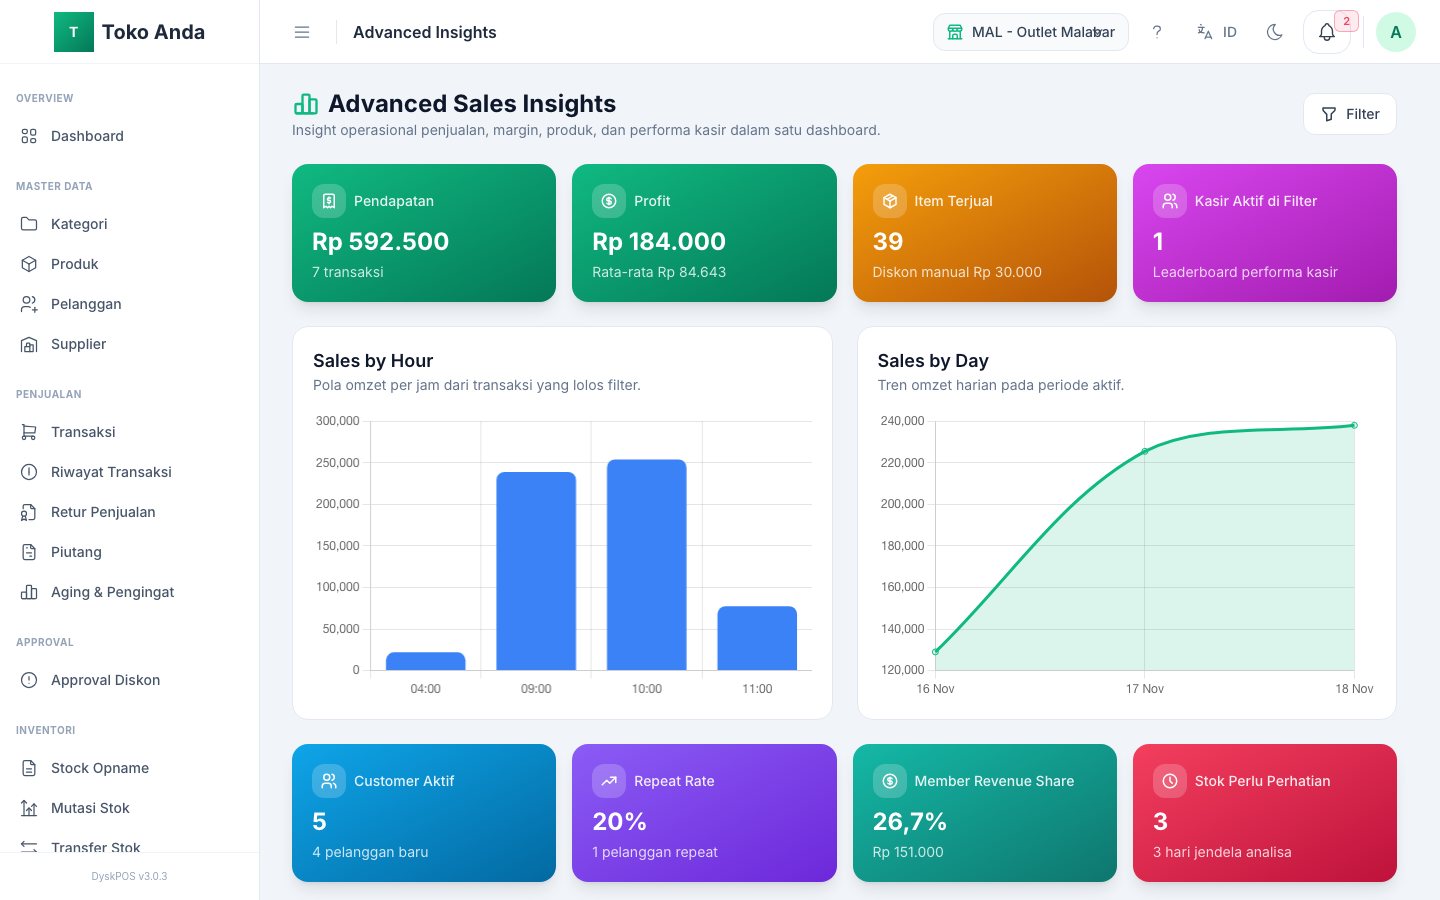 T Toko Anda
Advanced Insights
MAL - Outlet Malabar
? ID
2
A
OVERVIEW
Dashboard
MASTER DATA
Kategori
Produk
Pelanggan
Supplier
PENJUALAN
Transaksi
Riwayat Transaksi
Retur Penjualan
Piutang
Aging & Pengingat
APPROVAL
Approval Diskon
INVENTORI
Stock Opname
Mutasi Stok
Transfer Stok
DyskPOS v3.0.3
Advanced Sales Insights
Insight operasional penjualan, margin, produk, dan performa kasir dalam satu dashboard.
Filter
Pendapatan
Rp 592.500
7 transaksi
Profit
Rp 184.000
Rata-rata Rp 84.643
Item Terjual
39
Diskon manual Rp 30.000
Kasir Aktif di Filter
1
Leaderboard performa kasir
Sales by Hour
Pola omzet per jam dari transaksi yang lolos filter.
300,000
250,000
200,000
150,000
100,000
50,000
0
04:00 09:00 10:00 11:00
Sales by Day
Tren omzet harian pada periode aktif.
240,000
220,000
200,000
180,000
160,000
140,000
120,000
16 Nov 17 Nov 18 Nov
Customer Aktif
5
4 pelanggan baru
Repeat Rate
20%
1 pelanggan repeat
Member Revenue Share
26,7%
Rp 151.000
Stok Perlu Perhatian
3
3 hari jendela analisa